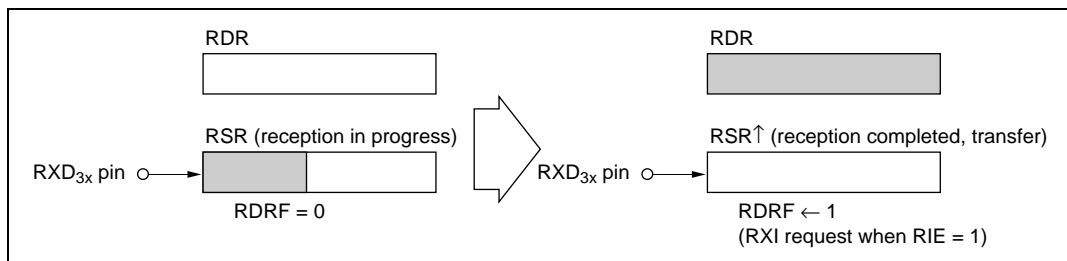 RDR
RSR (reception in progress)
RXD3x pin
RDRF = 0
RDR
RSR↑ (reception completed, transfer)
RXD3x pin
RDRF ← 1
(RXI request when RIE = 1)